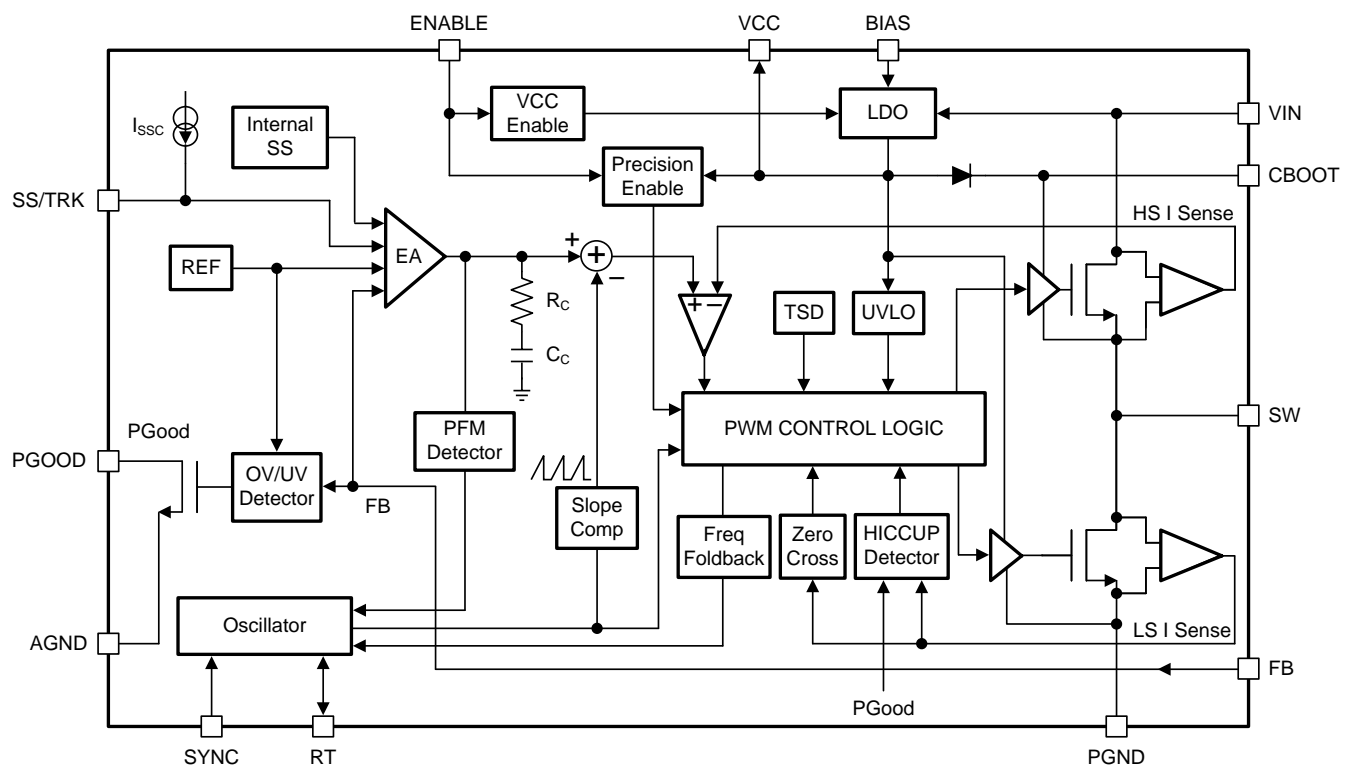 ENABLE
VCC
BIAS
I_SSC
Internal
SS
VCC
Enable
LDO
VIN
Precision
Enable
CBOOT
SS/TRK
HS I Sense
REF
EA
+
+
−
+ −
R_C
C_C
TSD
UVLO
PWM CONTROL LOGIC
SW
PGood
PGOOD
OV/UV
Detector
FB
PFM
Detector
Slope
Comp
Freq
Foldback
Zero
Cross
HICCUP
Detector
Oscillator
AGND
LS I Sense
FB
PGood
SYNC
RT
PGND